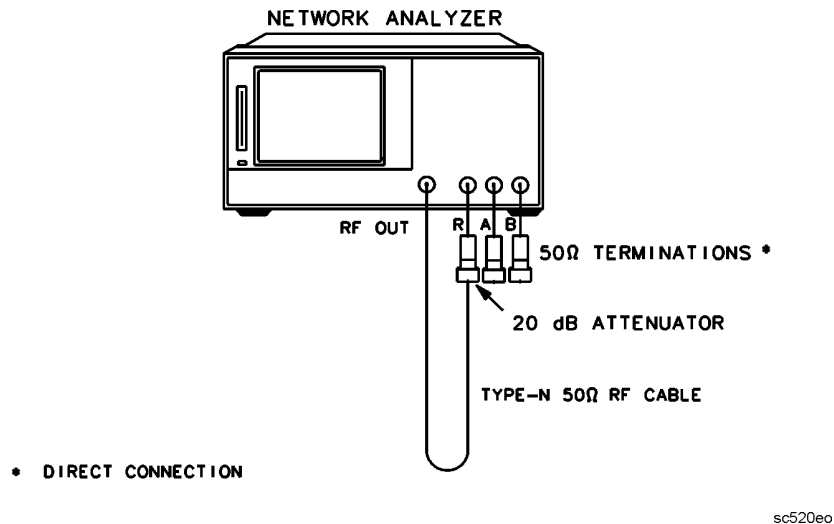 NETWORK ANALYZER
RF OUT
R A B
50Ω TERMINATIONS *
20 dB ATTENUATOR
TYPE-N 50Ω RF CABLE
* DIRECT CONNECTION
sc520eo